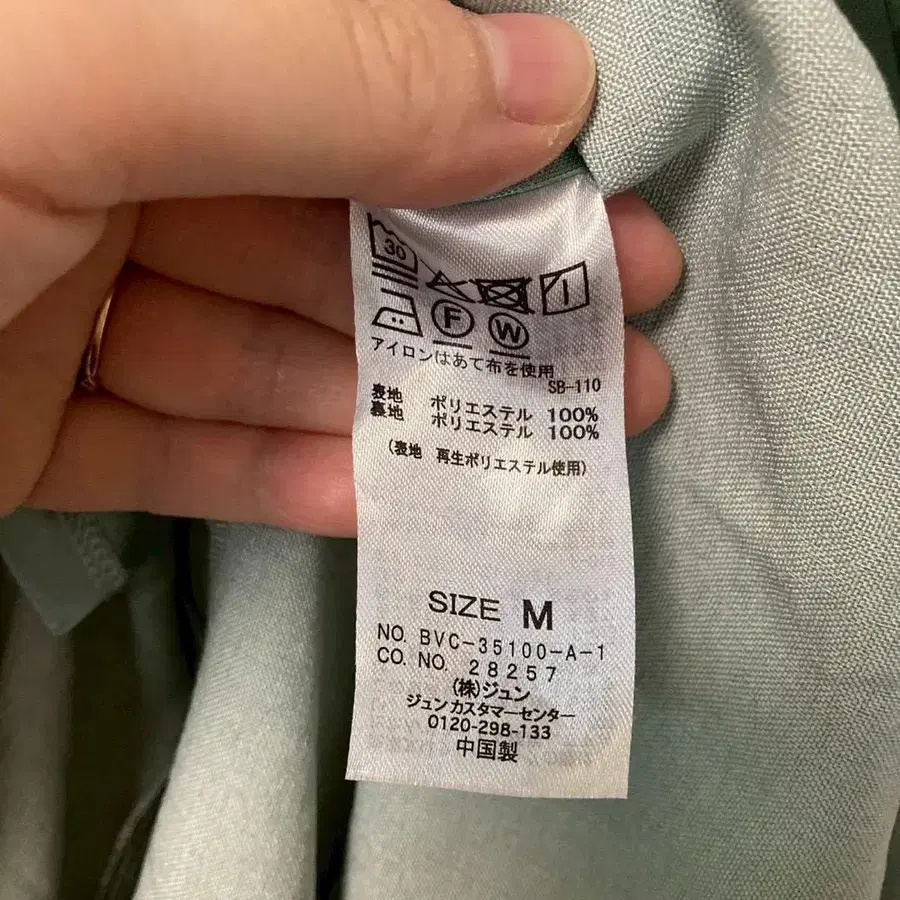 30
F W
アイロンはあて布を使用
SB-110
表地 ポリエステル 100%
裏地 ポリエステル 100%
(表地 再生ポリエステル使用)
SIZE M
NO. BVC-35100-A-1
CO. NO. 28257
(株)ジュン
ジュンカスタマーセンター
0120-298-133
中国製